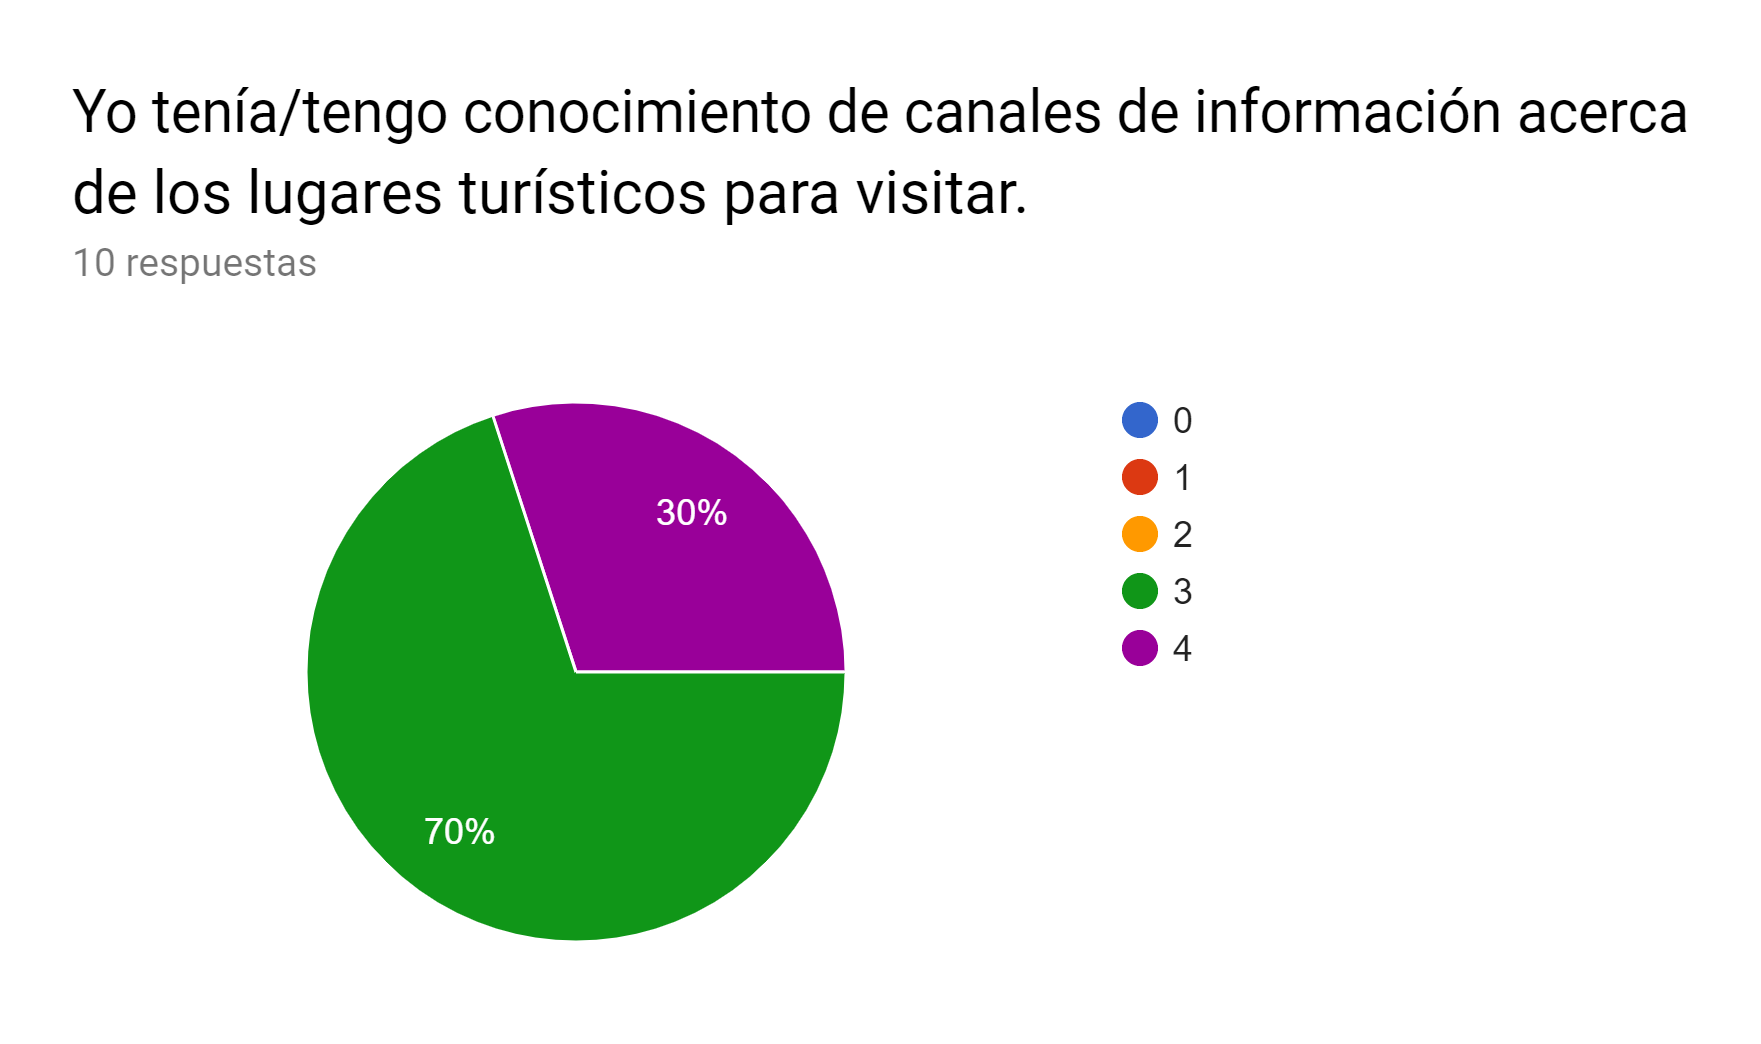 Yo tenía/tengo conocimiento de canales de información acerca
de los lugares turísticos para visitar.
10 respuestas
30%
70%
0
1
2
3
4